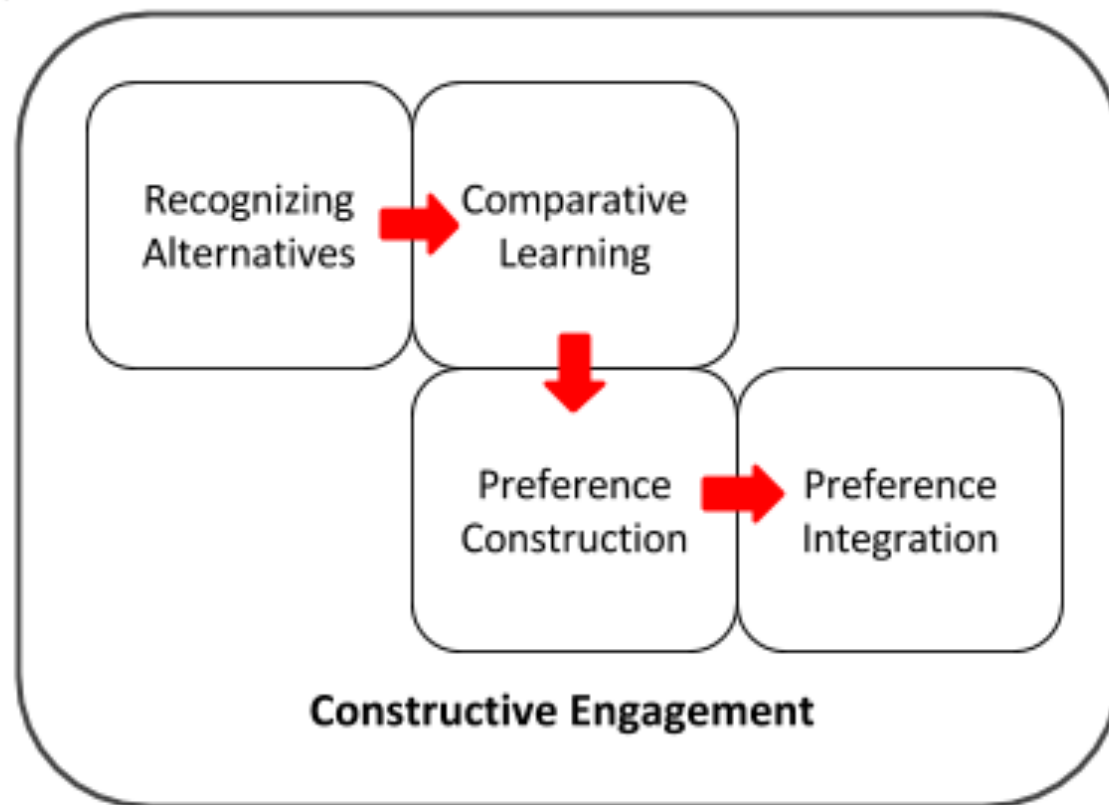 Recognizing
Alternatives
Comparative
Learning
Preference
Construction
Preference
Integration
Constructive Engagement